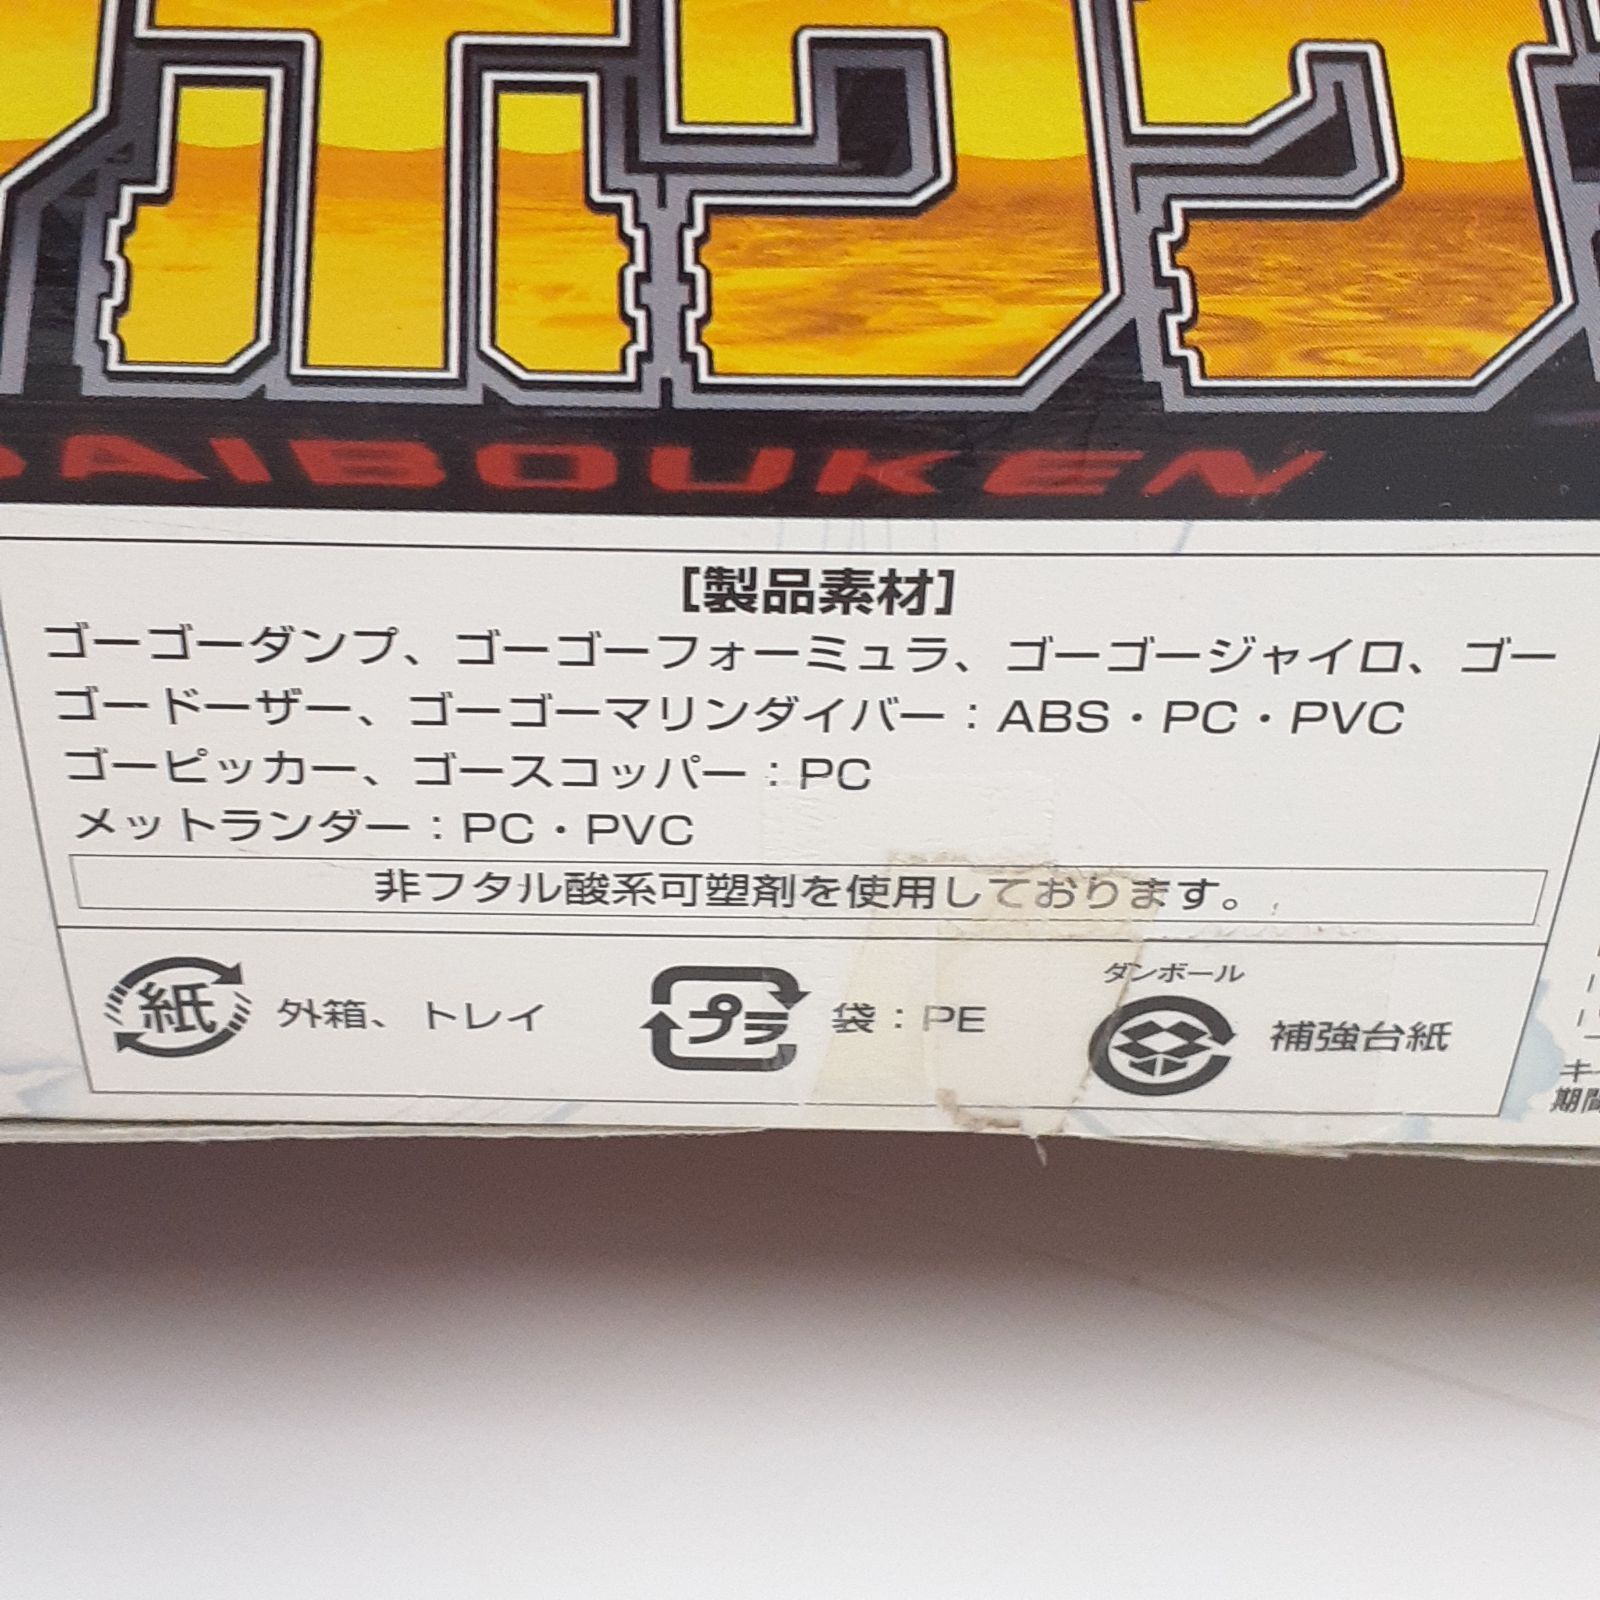 ボウケン
DAIBOUKEN
[製品素材]
ゴーゴーダンプ、ゴーゴーフォーミュラ、ゴーゴージャイロ、ゴー
ゴードーザー、ゴーゴーマリンダイバー：ABS・PC・PVC
ゴーピッカー、ゴースコッパー：PC
メットランダー：PC・PVC
非フタル酸系可塑剤を使用しております。
紙 外箱、トレイ
プラ 袋：PE
ダンボール
補強台紙